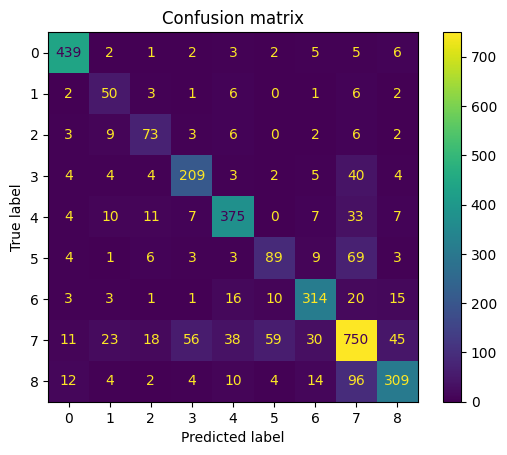 Confusion matrix
0 439 2 1 2 3 2 5 5 6
1 2 50 3 1 6 0 1 6 2
2 3 9 73 3 6 0 2 6 2
3 4 4 4 209 3 2 5 40 4
4 4 10 11 7 375 0 7 33 7
5 4 1 6 3 3 89 9 69 3
6 3 3 1 1 16 10 314 20 15
7 11 23 18 56 38 59 30 750 45
8 12 4 2 4 10 4 14 96 309
0 1 2 3 4 5 6 7 8
True label
Predicted label
700
600
500
400
300
200
100
0